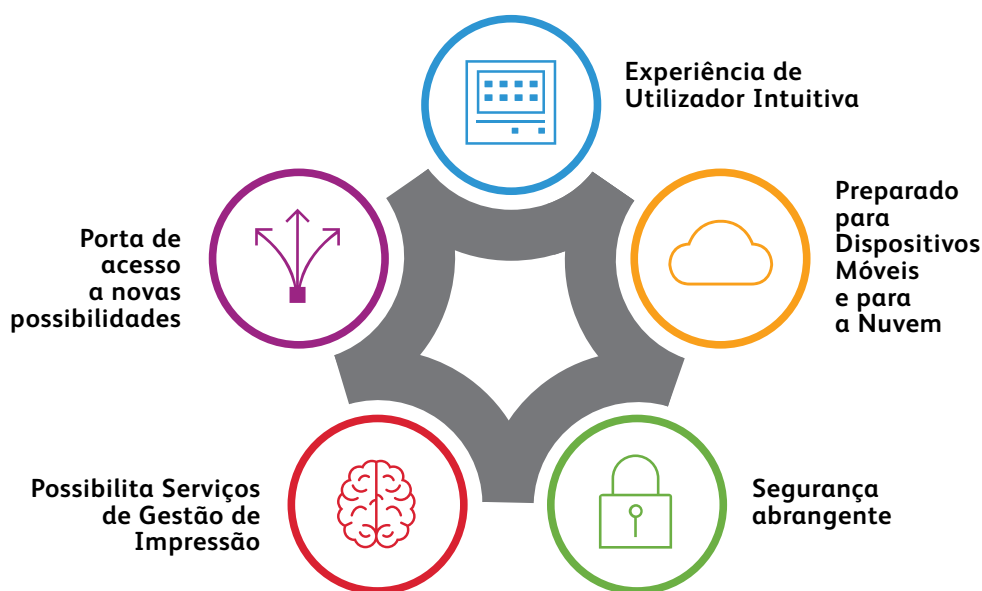 Experiência de
Utilizador Intuitiva
Preparado
para
Dispositivos
Móveis
e para
a Nuvem
Porta de
acesso
a novas
possibilidades
Possibilita Serviços
de Gestão de
Impressão
Segurança
abrangente